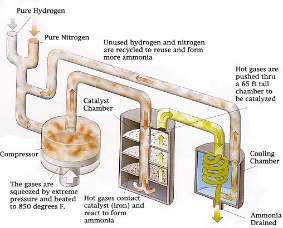 Pure Hydrogen
Pure Nitrogen
Unused hydrogen and nitrogen
are recycled to reuse and form
more ammonia
Hot gases are
pushed thru
a 65 ft tall
chamber to
be catalyzed
Catalyst
Chamber
Compressor
Cooling
Chamber
The gases are
squeezed by extreme
pressure and heated
to 850 degrees F.
Hot gases contact
catalyst (iron) and
react to form
ammonia
Ammonia
Drained